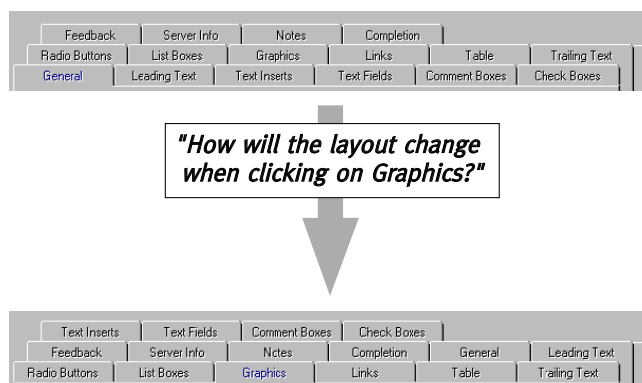 Feedback Server Info Notes Completion
Radio Buttons List Boxes Graphics Links Table Trailing Text
General Leading Text Text Inserts Text Fields Comment Boxes Check Boxes
"How will the layout change
when clicking on Graphics?"
Text Inserts Text Fields Comment Boxes Check Boxes
Feedback Server Info Notes Completion General Leading Text
Radio Buttons List Boxes Graphics Links Table Trailing Text